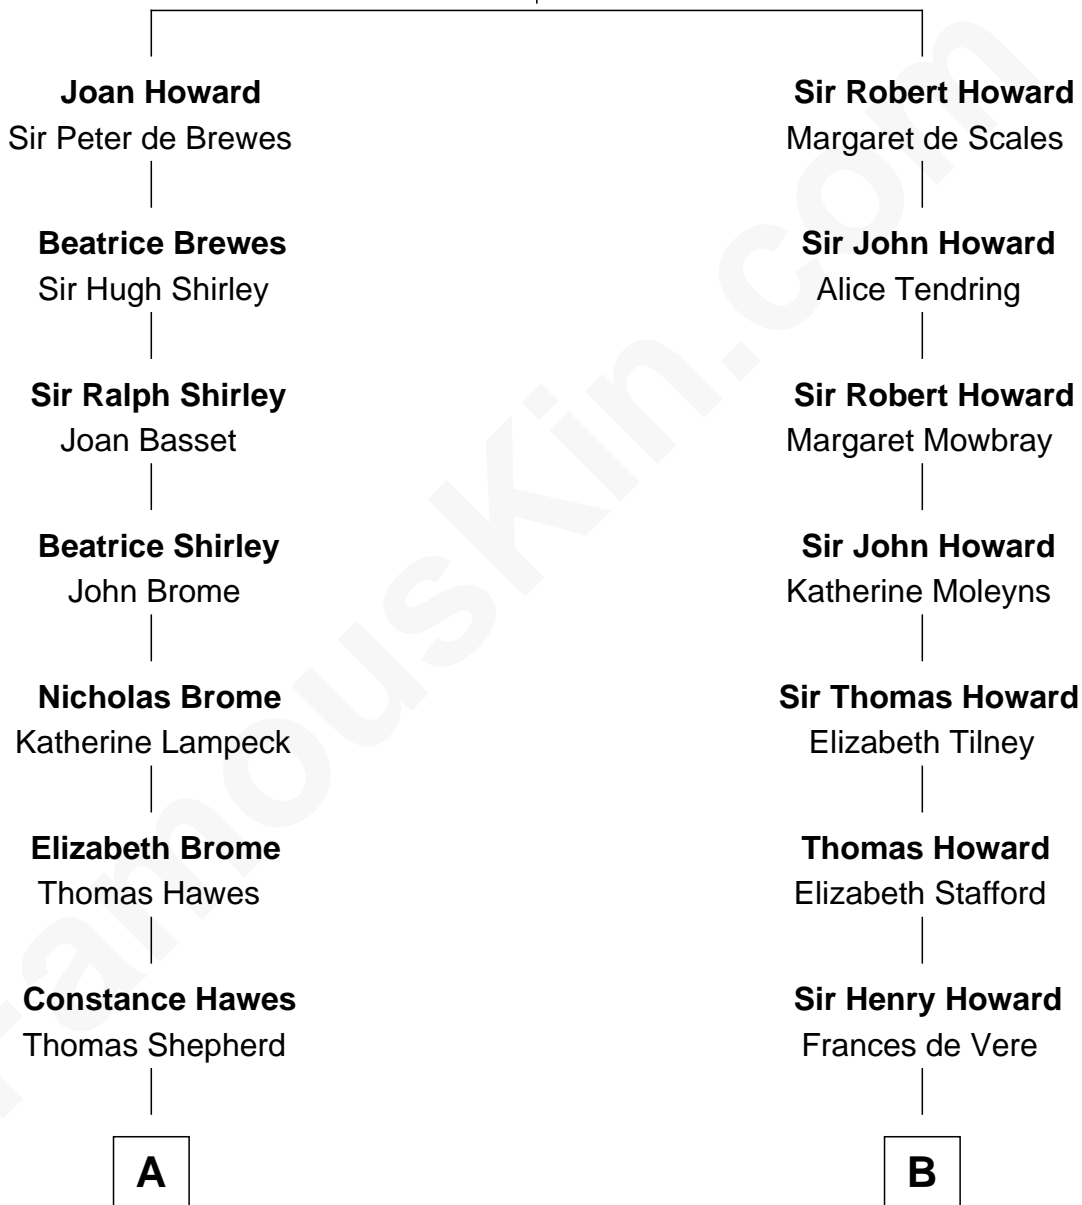 Joan Howard
Sir Peter de Brewes
Beatrice Brewes
Sir Hugh Shirley
Sir Ralph Shirley
Joan Basset
Beatrice Shirley
John Brome
Nicholas Brome
Katherine Lampeck
Elizabeth Brome
Thomas Hawes
Constance Hawes
Thomas Shepherd
A
Sir Robert Howard
Margaret de Scales
Sir John Howard
Alice Tendring
Sir Robert Howard
Margaret Mowbray
Sir John Howard
Katherine Moleyns
Sir Thomas Howard
Elizabeth Tilney
Thomas Howard
Elizabeth Stafford
Sir Henry Howard
Frances de Vere
B
FamousKin.com